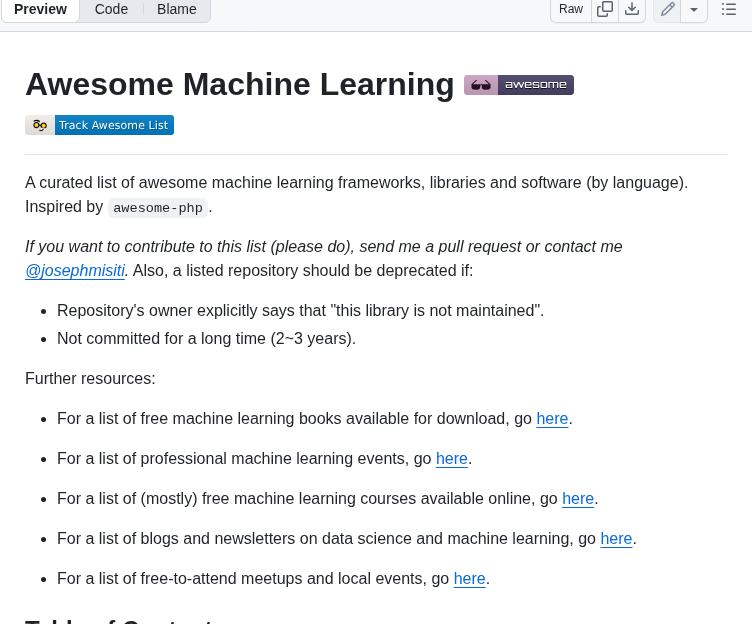 Preview Code Blame Raw
Awesome Machine Learning awesome
Track Awesome List
A curated list of awesome machine learning frameworks, libraries and software (by language).
Inspired by awesome-php.
If you want to contribute to this list (please do), send me a pull request or contact me
@josephmisiti. Also, a listed repository should be deprecated if:
• Repository's owner explicitly says that "this library is not maintained".
• Not committed for a long time (2~3 years).
Further resources:
• For a list of free machine learning books available for download, go here.
• For a list of professional machine learning events, go here.
• For a list of (mostly) free machine learning courses available online, go here.
• For a list of blogs and newsletters on data science and machine learning, go here.
• For a list of free-to-attend meetups and local events, go here.